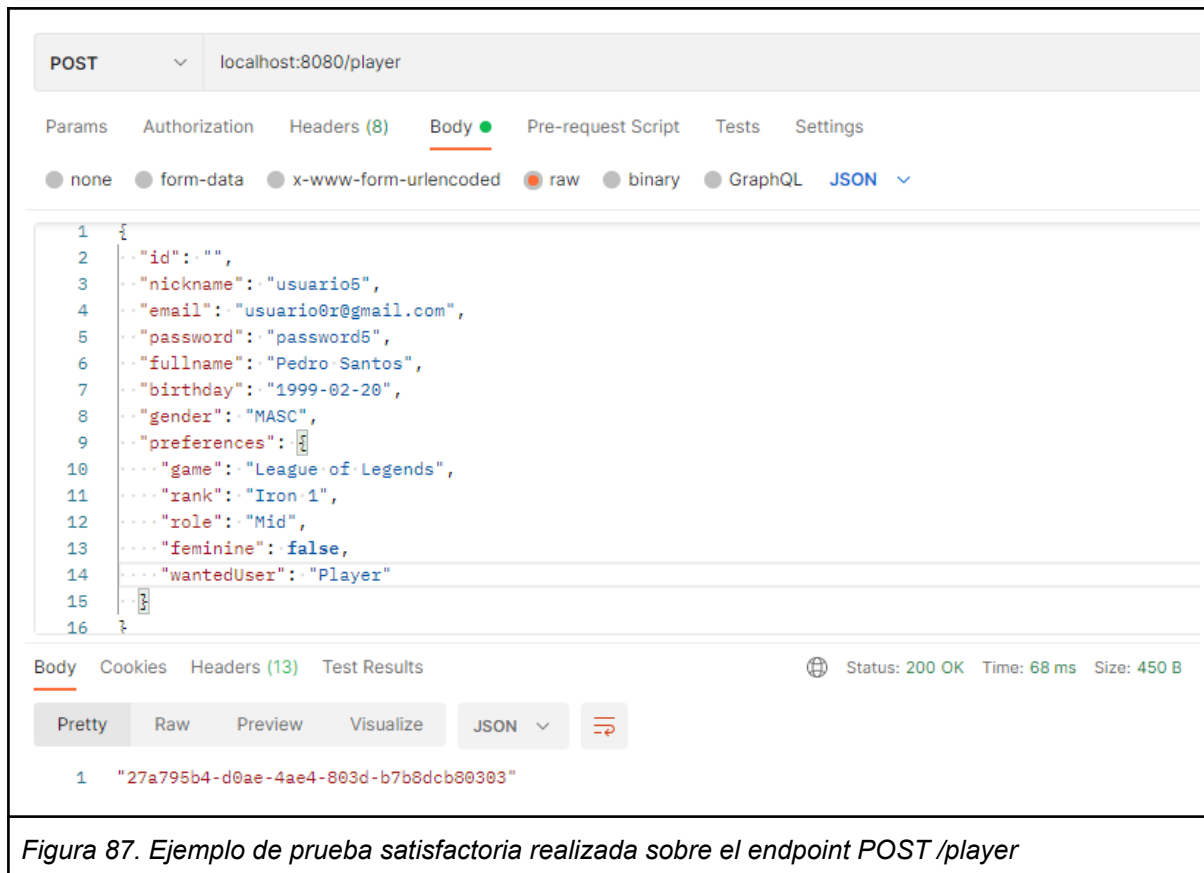 POST localhost:8080/player
Params Authorization Headers (8) Body Pre-request Script Tests Settings
none form-data x-www-form-urlencoded raw binary GraphQL JSON
1 {
2 "id": "",
3 "nickname": "usuario5",
4 "email": "usuario0r@gmail.com",
5 "password": "password5",
6 "fullname": "Pedro Santos",
7 "birthday": "1999-02-20",
8 "gender": "MASC",
9 "preferences": {
10 "game": "League of Legends",
11 "rank": "Iron 1",
12 "role": "Mid",
13 "feminine": false,
14 "wantedUser": "Player"
15 }
16 }
Body Cookies Headers (13) Test Results Status: 200 OK Time: 68 ms Size: 450 B
Pretty Raw Preview Visualize JSON
1 "27a795b4-d0ae-4ae4-803d-b7b8dcb80303"
Figura 87. Ejemplo de prueba satisfactoria realizada sobre el endpoint POST /player